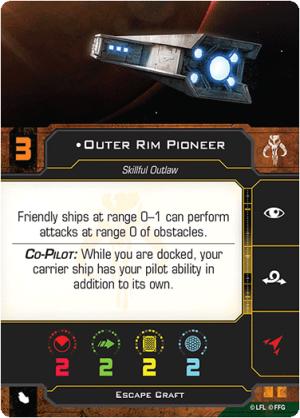 3
•Outer Rim Pioneer
Skillful Outlaw
Friendly ships at range 0–1 can perform
attacks at range 0 of obstacles.
Co-Pilot: While you are docked, your
carrier ship has your pilot ability in
addition to its own.
2 2 2 2
Escape Craft
© LFL © FFG